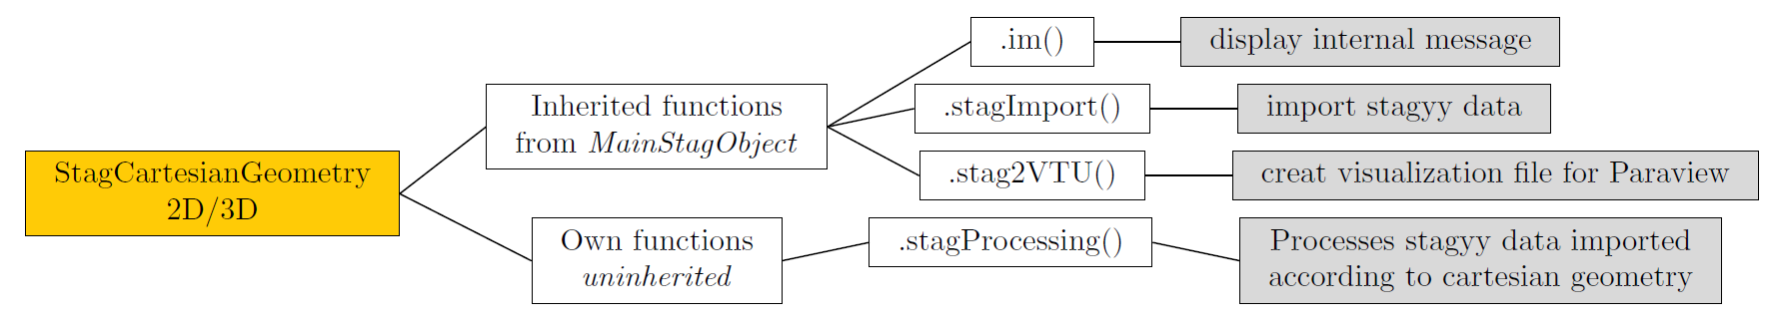 StagCartesianGeometry
2D/3D
Inherited functions
from MainStagObject
.im()
display internal message
.stagImport()
import stagyy data
.stag2VTU()
creat visualization file for Paraview
Own functions
uninherited
.stagProcessing()
Processes stagyy data imported
according to cartesian geometry